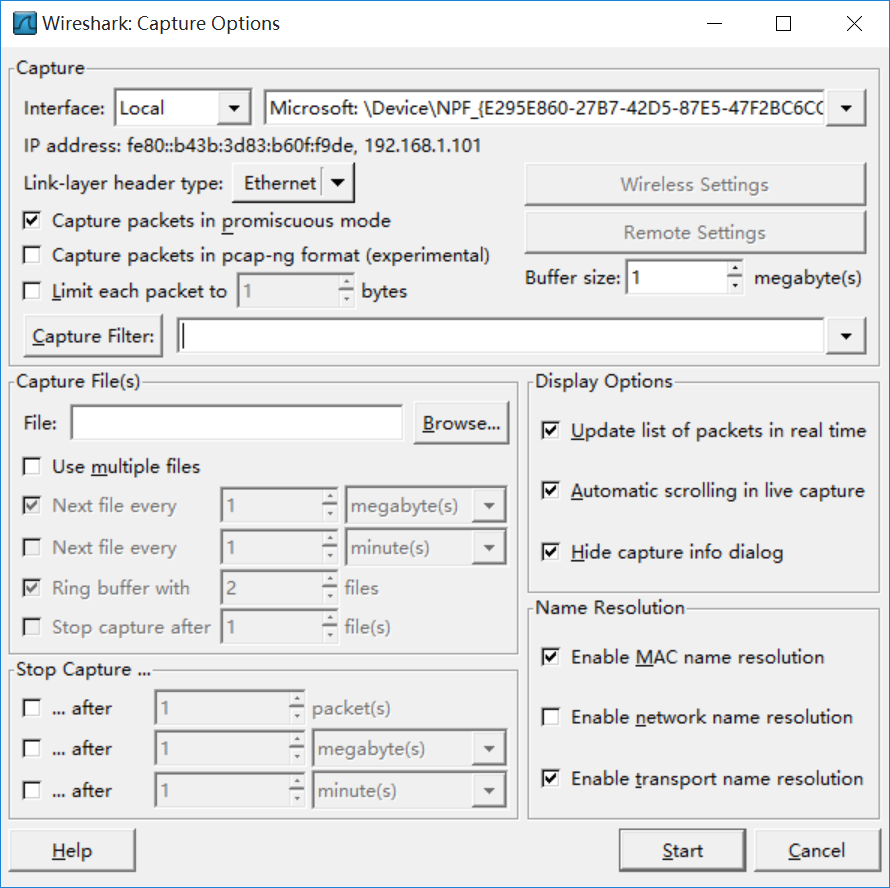 Wireshark: Capture Options
Capture
Interface: Local Microsoft: \Device\NPF_{E295E860-27B7-42D5-87E5-47F2BC6CC
IP address: fe80::b43b:3d83:b60f:f9de, 192.168.1.101
Link-layer header type: Ethernet
Wireless Settings
Capture packets in promiscuous mode
Remote Settings
Capture packets in pcap-ng format (experimental)
Limit each packet to 1 bytes
Buffer size: 1 megabyte(s)
Capture Filter:
Capture File(s)
File: Browse...
Use multiple files
Next file every 1 megabyte(s)
Next file every 1 minute(s)
Ring buffer with 2 files
Stop capture after 1 file(s)
Stop Capture ...
... after 1 packet(s)
... after 1 megabyte(s)
... after 1 minute(s)
Display Options
Update list of packets in real time
Automatic scrolling in live capture
Hide capture info dialog
Name Resolution
Enable MAC name resolution
Enable network name resolution
Enable transport name resolution
Help Start Cancel